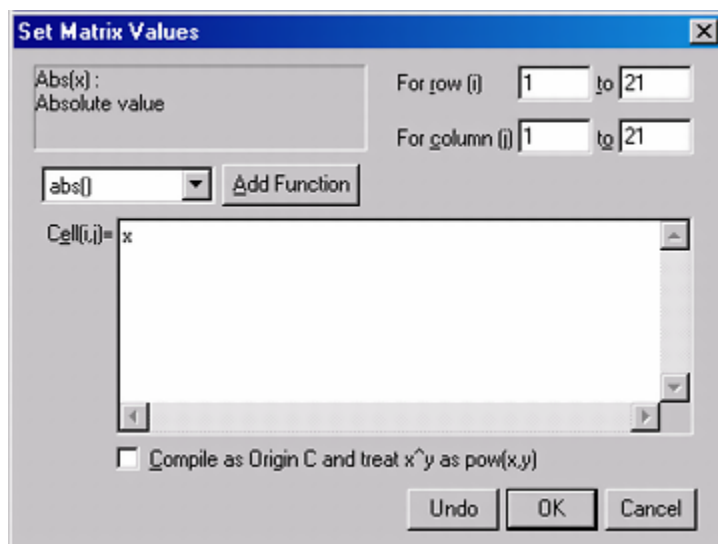 Set Matrix Values
Abs(x) :
Absolute value
For row (i) 1 to 21
For column (j) 1 to 21
abs()
Add Function
Cell(i,j)= x
Compile as Origin C and treat x^y as pow(x,y)
Undo OK Cancel